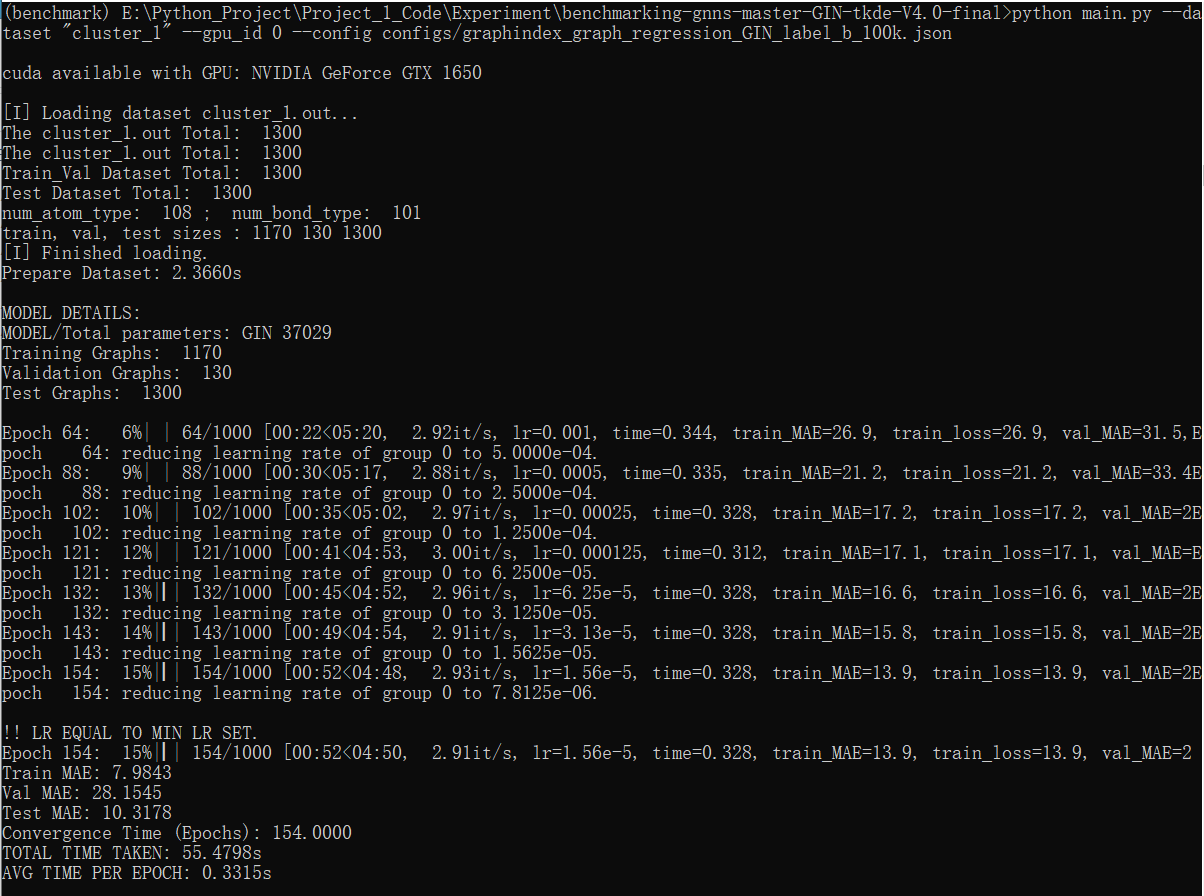 (benchmark) E:\Python_Project\Project_1_Code\Experiment\benchmarking-gnns-master-GIN-tkde-V4.0-final>python main.py --da
taset "cluster_1" --gpu_id 0 --config configs/graphindex_graph_regression_GIN_label_b_100k.json
cuda available with GPU: NVIDIA GeForce GTX 1650
[I] Loading dataset cluster_1.out...
The cluster_1.out Total:  1300
The cluster_1.out Total:  1300
Train_Val Dataset Total:  1300
Test Dataset Total:  1300
num_atom_type:  108 ;  num_bond_type:  101
train, val, test sizes : 1170 130 1300
[I] Finished loading.
Prepare Dataset: 2.3660s
MODEL DETAILS:
MODEL/Total parameters: GIN 37029
Training Graphs:  1170
Validation Graphs:  130
Test Graphs:  1300
Epoch 64:   6%| | 64/1000 [00:22<05:20,  2.92it/s, lr=0.001, time=0.344, train_MAE=26.9, train_loss=26.9, val_MAE=31.5,E
poch    64: reducing learning rate of group 0 to 5.0000e-04.
Epoch 88:   9%| | 88/1000 [00:30<05:17,  2.88it/s, lr=0.0005, time=0.335, train_MAE=21.2, train_loss=21.2, val_MAE=33.4E
poch    88: reducing learning rate of group 0 to 2.5000e-04.
Epoch 102:  10%| | 102/1000 [00:35<05:02,  2.97it/s, lr=0.00025, time=0.328, train_MAE=17.2, train_loss=17.2, val_MAE=2E
poch   102: reducing learning rate of group 0 to 1.2500e-04.
Epoch 121:  12%| | 121/1000 [00:41<04:53,  3.00it/s, lr=0.000125, time=0.312, train_MAE=17.1, train_loss=17.1, val_MAE=E
poch   121: reducing learning rate of group 0 to 6.2500e-05.
Epoch 132:  13%|▏| 132/1000 [00:45<04:52,  2.96it/s, lr=6.25e-5, time=0.328, train_MAE=16.6, train_loss=16.6, val_MAE=2E
poch   132: reducing learning rate of group 0 to 3.1250e-05.
Epoch 143:  14%|▏| 143/1000 [00:49<04:54,  2.91it/s, lr=3.13e-5, time=0.328, train_MAE=15.8, train_loss=15.8, val_MAE=2E
poch   143: reducing learning rate of group 0 to 1.5625e-05.
Epoch 154:  15%|▏| 154/1000 [00:52<04:48,  2.93it/s, lr=1.56e-5, time=0.328, train_MAE=13.9, train_loss=13.9, val_MAE=2E
poch   154: reducing learning rate of group 0 to 7.8125e-06.
!! LR EQUAL TO MIN LR SET.
Epoch 154:  15%|▏| 154/1000 [00:52<04:50,  2.91it/s, lr=1.56e-5, time=0.328, train_MAE=13.9, train_loss=13.9, val_MAE=2
Train MAE: 7.9843
Val MAE: 28.1545
Test MAE: 10.3178
Convergence Time (Epochs): 154.0000
TOTAL TIME TAKEN: 55.4798s
AVG TIME PER EPOCH: 0.3315s